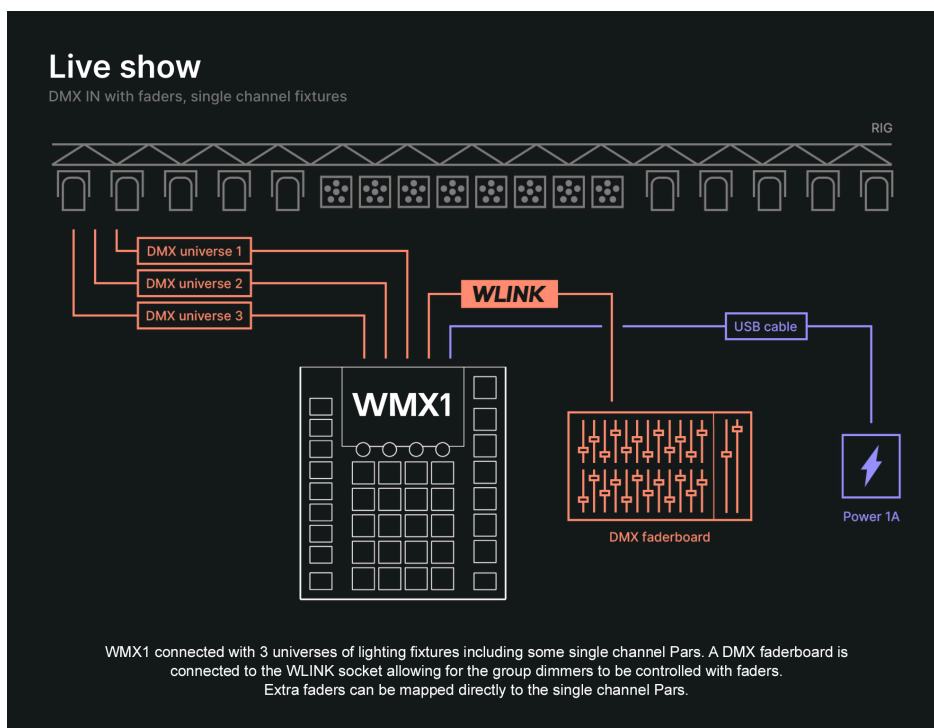 Live show
DMX IN with faders, single channel fixtures
RIG
DMX universe 1
DMX universe 2
WLINK
DMX universe 3
USB cable
WMX1
Power 1A
DMX faderboard
WMX1 connected with 3 universes of lighting fixtures including some single channel Pars. A DMX faderboard is
connected to the WLINK socket allowing for the group dimmers to be controlled with faders.
Extra faders can be mapped directly to the single channel Pars.